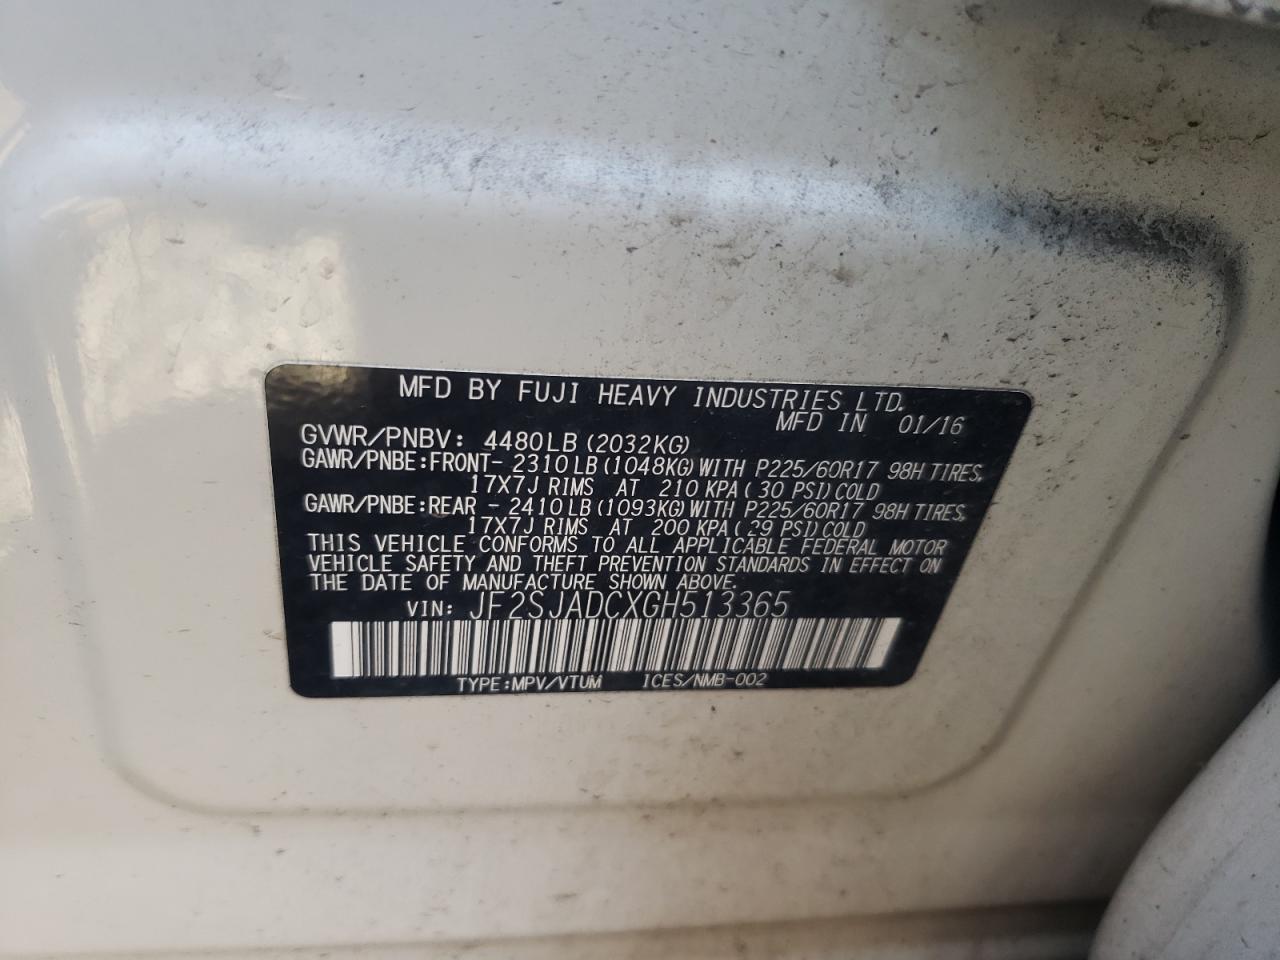 MFD BY FUJI HEAVY INDUSTRIES LTD.
MFD IN 01/16
GVWR/PNBV: 4480LB (2032KG)
GAWR/PNBE:FRONT- 2310LB (1048KG) WITH P225/60R17 98H TIRES,
17X7J RIMS AT 210 KPA ( 30 PSI) COLD
GAWR/PNBE:REAR - 2410LB (1093KG) WITH P225/60R17 98H TIRES,
17X7J RIMS AT 200 KPA ( 29 PSI) COLD
THIS VEHICLE CONFORMS TO ALL APPLICABLE FEDERAL MOTOR
VEHICLE SAFETY AND THEFT PREVENTION STANDARDS IN EFFECT ON
THE DATE OF MANUFACTURE SHOWN ABOVE.
VIN: JF2SJADCXGH513365
TYPE:MPV/VTUM ICES/NMB-002